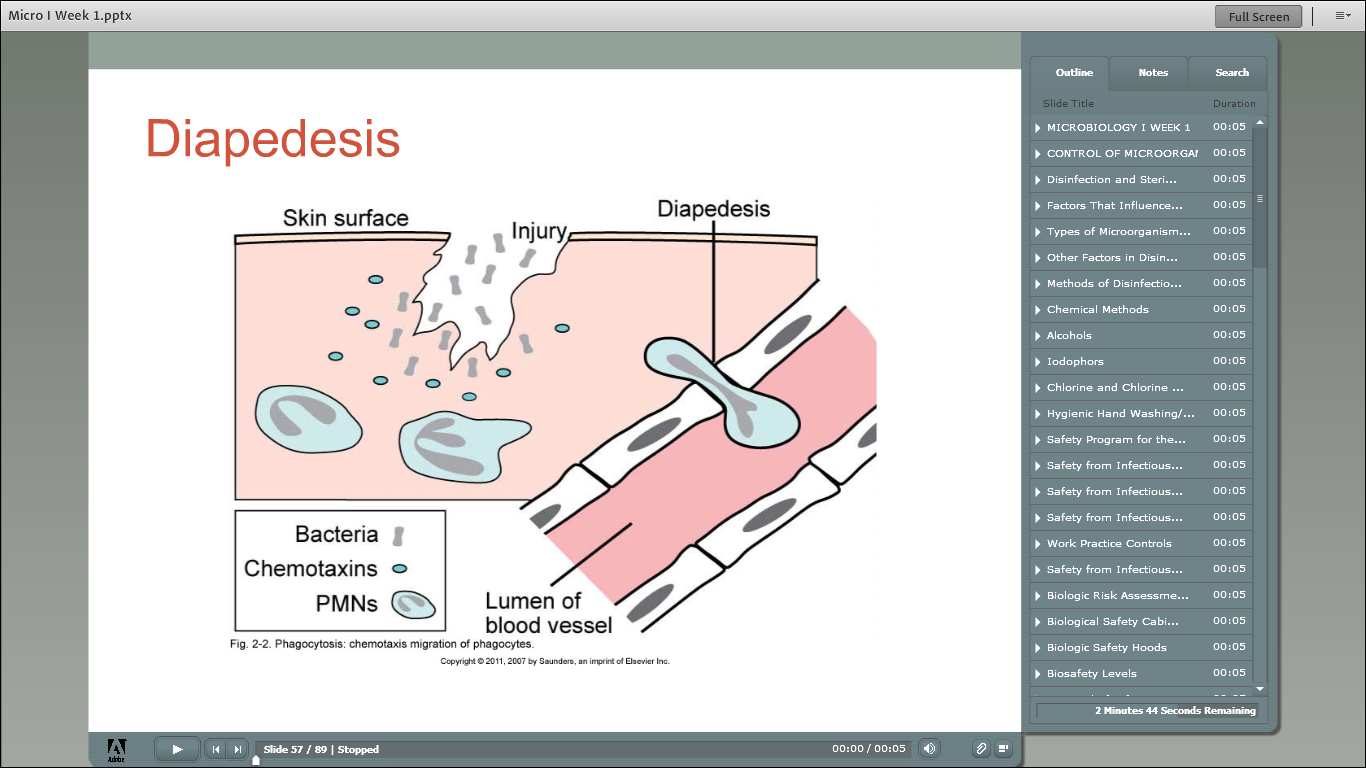 Micro I Week 1.pptx
Full Screen
Diapedesis
Skin surface
Injury
Diapedesis
Bacteria
Chemotaxins
PMNs
Lumen of
blood vessel
Fig. 2-2. Phagocytosis: chemotaxis migration of phagocytes.
Copyright © 2011, 2007 by Saunders, an imprint of Elsevier Inc.
Outline Notes Search
Slide Title Duration
MICROBIOLOGY I WEEK 1 00:05
CONTROL OF MICROORGAN 00:05
Disinfection and Steri... 00:05
Factors That Influence... 00:05
Types of Microorganism... 00:05
Other Factors in Disin... 00:05
Methods of Disinfectio... 00:05
Chemical Methods 00:05
Alcohols 00:05
Iodophors 00:05
Chlorine and Chlorine ... 00:05
Hygienic Hand Washing/... 00:05
Safety Program for the... 00:05
Safety from Infectious... 00:05
Safety from Infectious... 00:05
Safety from Infectious... 00:05
Work Practice Controls 00:05
Safety from Infectious... 00:05
Biologic Risk Assessme... 00:05
Biological Safety Cabi... 00:05
Biologic Safety Hoods 00:05
Biosafety Levels 00:05
2 Minutes 44 Seconds Remaining
Adobe
Slide 57 / 89 | Stopped 00:00 / 00:05